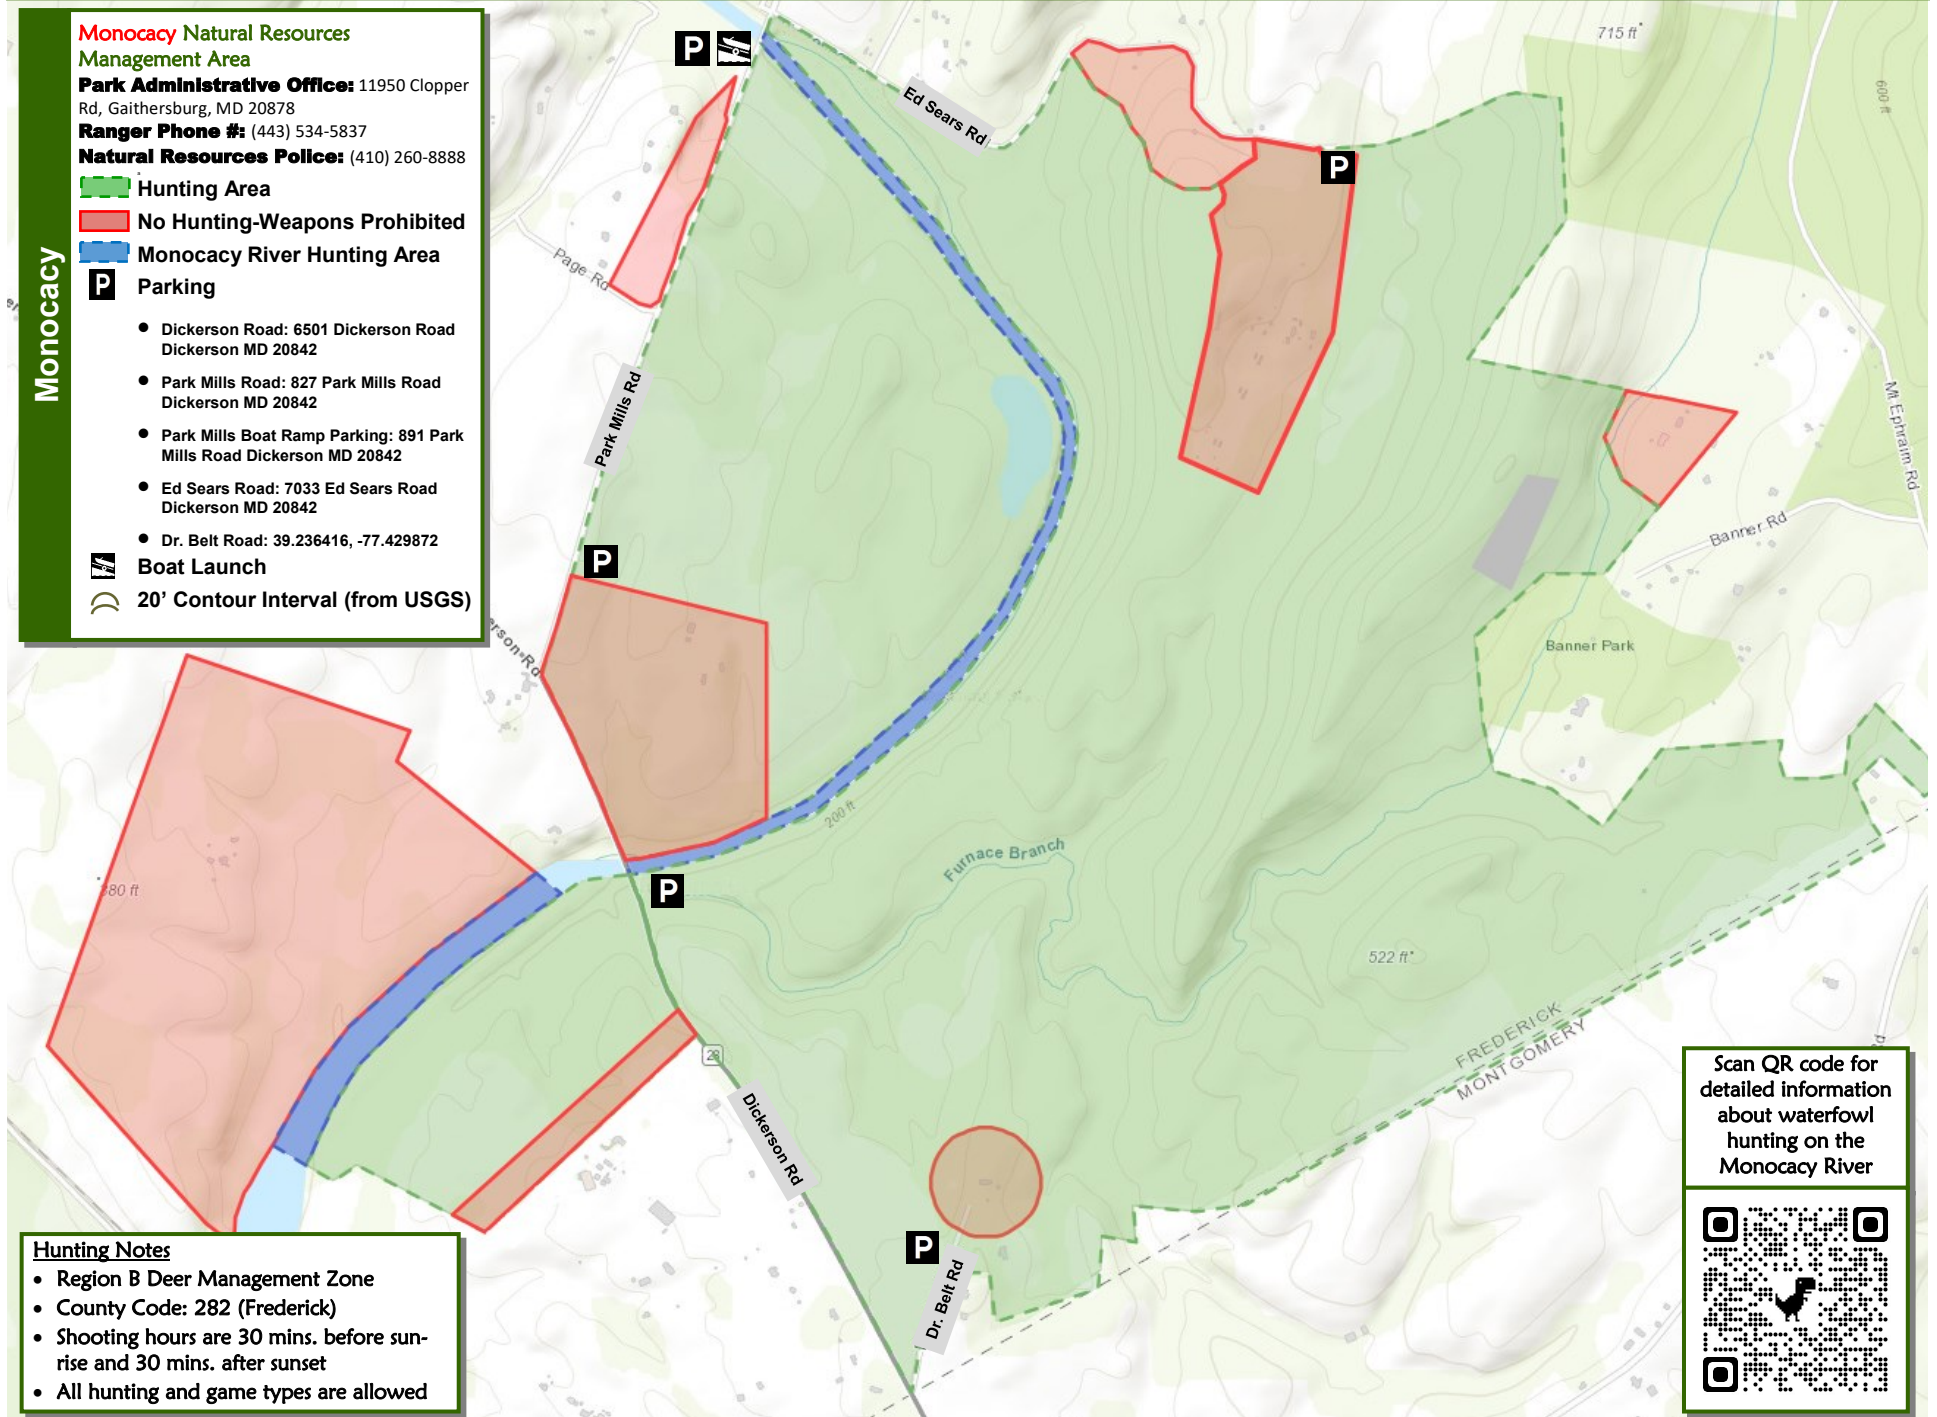 Monocacy
Monocacy Natural Resources
Management Area
Park Administrative Office: 11950 Clopper
Rd, Gaithersburg, MD 20878
Ranger Phone #: (443) 534-5837
Natural Resources Police: (410) 260-8888
Hunting Area
No Hunting-Weapons Prohibited
Monocacy River Hunting Area
P Parking
• Dickerson Road: 6501 Dickerson Road
Dickerson MD 20842
• Park Mills Road: 827 Park Mills Road
Dickerson MD 20842
• Park Mills Boat Ramp Parking: 891 Park
Mills Road Dickerson MD 20842
• Ed Sears Road: 7033 Ed Sears Road
Dickerson MD 20842
• Dr. Belt Road: 39.236416, -77.429872
Boat Launch
20’ Contour Interval (from USGS)
P
Ed Sears Rd
P
715 ft
600 ft
Page Rd
Park Mills Rd
Mt Ephraim Rd
Banner Rd
P
erson Rd
Banner Park
200 ft
Furnace Branch
P
380 ft
522 ft
28
FREDERICK
MONTGOMERY
Dickerson Rd
P
Dr. Belt Rd
Hunting Notes
• Region B Deer Management Zone
• County Code: 282 (Frederick)
• Shooting hours are 30 mins. before sun-
rise and 30 mins. after sunset
• All hunting and game types are allowed
Scan QR code for
detailed information
about waterfowl
hunting on the
Monocacy River